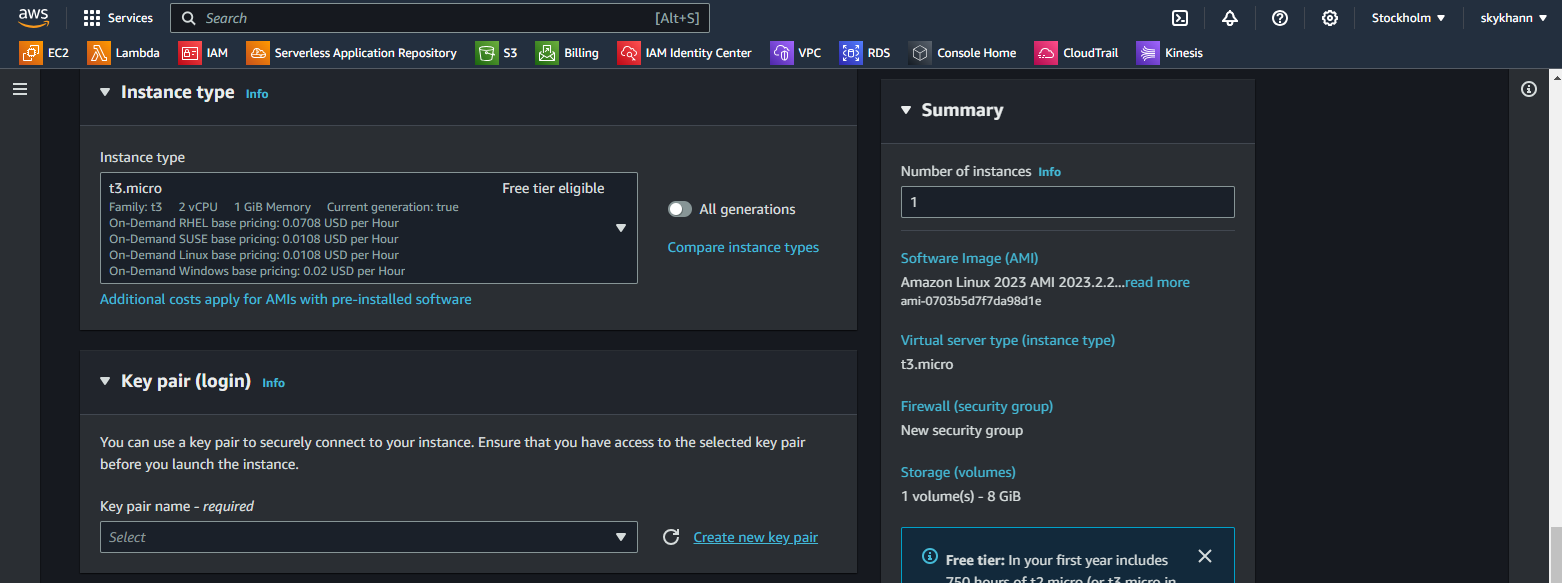 aws
Services
Search [Alt+S]
Stockholm ▼
skykhann ▼
EC2 Lambda IAM Serverless Application Repository S3 Billing IAM Identity Center VPC RDS Console Home CloudTrail Kinesis
▼ Instance type Info
Instance type
t3.micro Free tier eligible
Family: t3 2 vCPU 1 GiB Memory Current generation: true
On-Demand RHEL base pricing: 0.0708 USD per Hour
On-Demand SUSE base pricing: 0.0108 USD per Hour
On-Demand Linux base pricing: 0.0108 USD per Hour
On-Demand Windows base pricing: 0.02 USD per Hour
All generations
Compare instance types
Additional costs apply for AMIs with pre-installed software
▼ Key pair (login) Info
You can use a key pair to securely connect to your instance. Ensure that you have access to the selected key pair
before you launch the instance.
Key pair name - required
Select
Create new key pair
▼ Summary
Number of instances Info
1
Software Image (AMI)
Amazon Linux 2023 AMI 2023.2.2...read more
ami-0703b5d7f7da98d1e
Virtual server type (instance type)
t3.micro
Firewall (security group)
New security group
Storage (volumes)
1 volume(s) - 8 GiB
Free tier: In your first year includes
750 hours of t2.micro (or t3.micro in